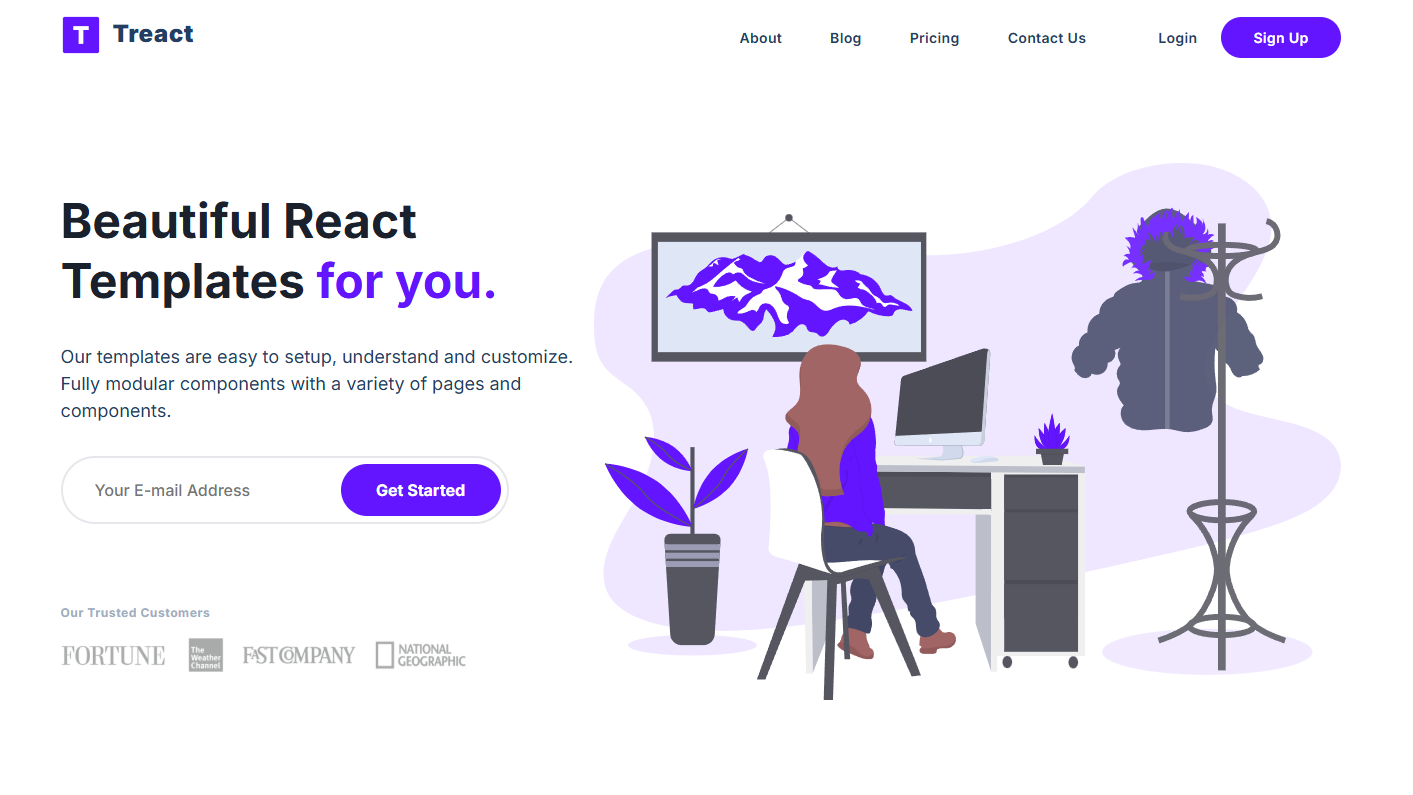 T Treact
About Blog Pricing Contact Us Login Sign Up
Beautiful React
Templates for you.
Our templates are easy to setup, understand and customize.
Fully modular components with a variety of pages and
components.
Your E-mail Address Get Started
Our Trusted Customers
FORTUNE
The
Weather
Channel
FAST COMPANY
NATIONAL
GEOGRAPHIC